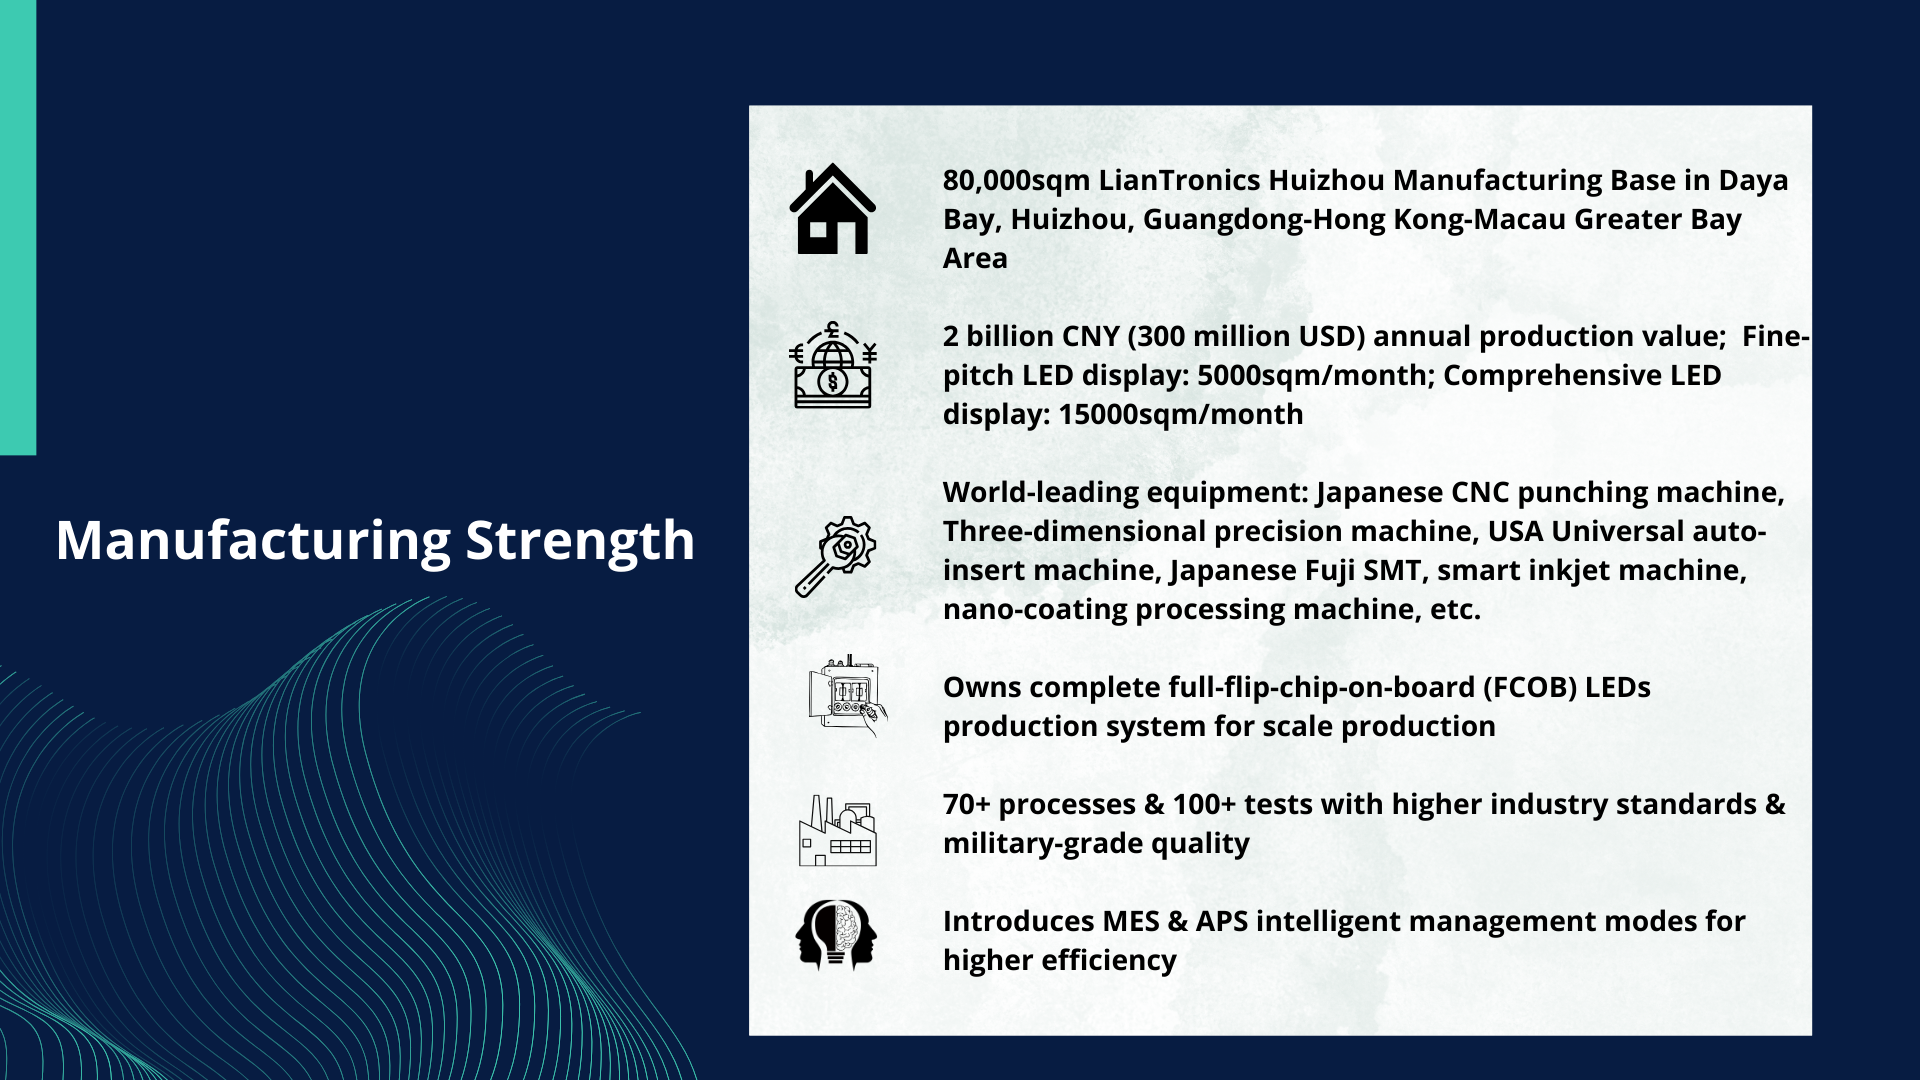 Manufacturing Strength
80,000sqm LianTronics Huizhou Manufacturing Base in Daya
Bay, Huizhou, Guangdong-Hong Kong-Macau Greater Bay
Area
2 billion CNY (300 million USD) annual production value;  Fine-
pitch LED display: 5000sqm/month; Comprehensive LED
display: 15000sqm/month
World-leading equipment: Japanese CNC punching machine,
Three-dimensional precision machine, USA Universal auto-
insert machine, Japanese Fuji SMT, smart inkjet machine,
nano-coating processing machine, etc.
Owns complete full-flip-chip-on-board (FCOB) LEDs
production system for scale production
70+ processes & 100+ tests with higher industry standards &
military-grade quality
Introduces MES & APS intelligent management modes for
higher efficiency